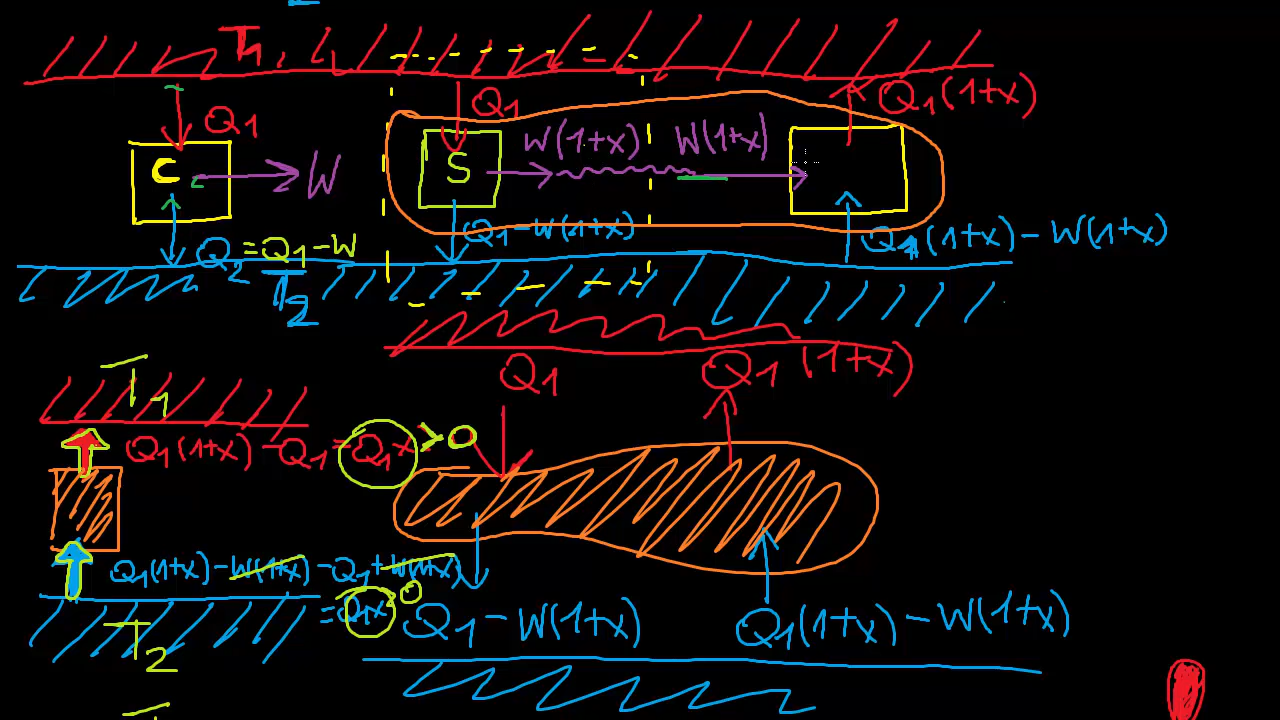 T₁
Q₁
Q₁
Q₁(1+x)
C
W
S
W(1+x)
W(1+x)
Q₂ = Q₁-W
Q₁-W(1+x)
Q₁(1+x)-W(1+x)
T₂
T₁
Q₁
Q₁(1+x)
Q₁(1+x)-Q₁=Q₁x>0
Q₁(1+x)-W(1+x)-Q₁+W(1+x)
=Q₁x>0
Q₁-W(1+x)
Q₁(1+x)-W(1+x)
T₂